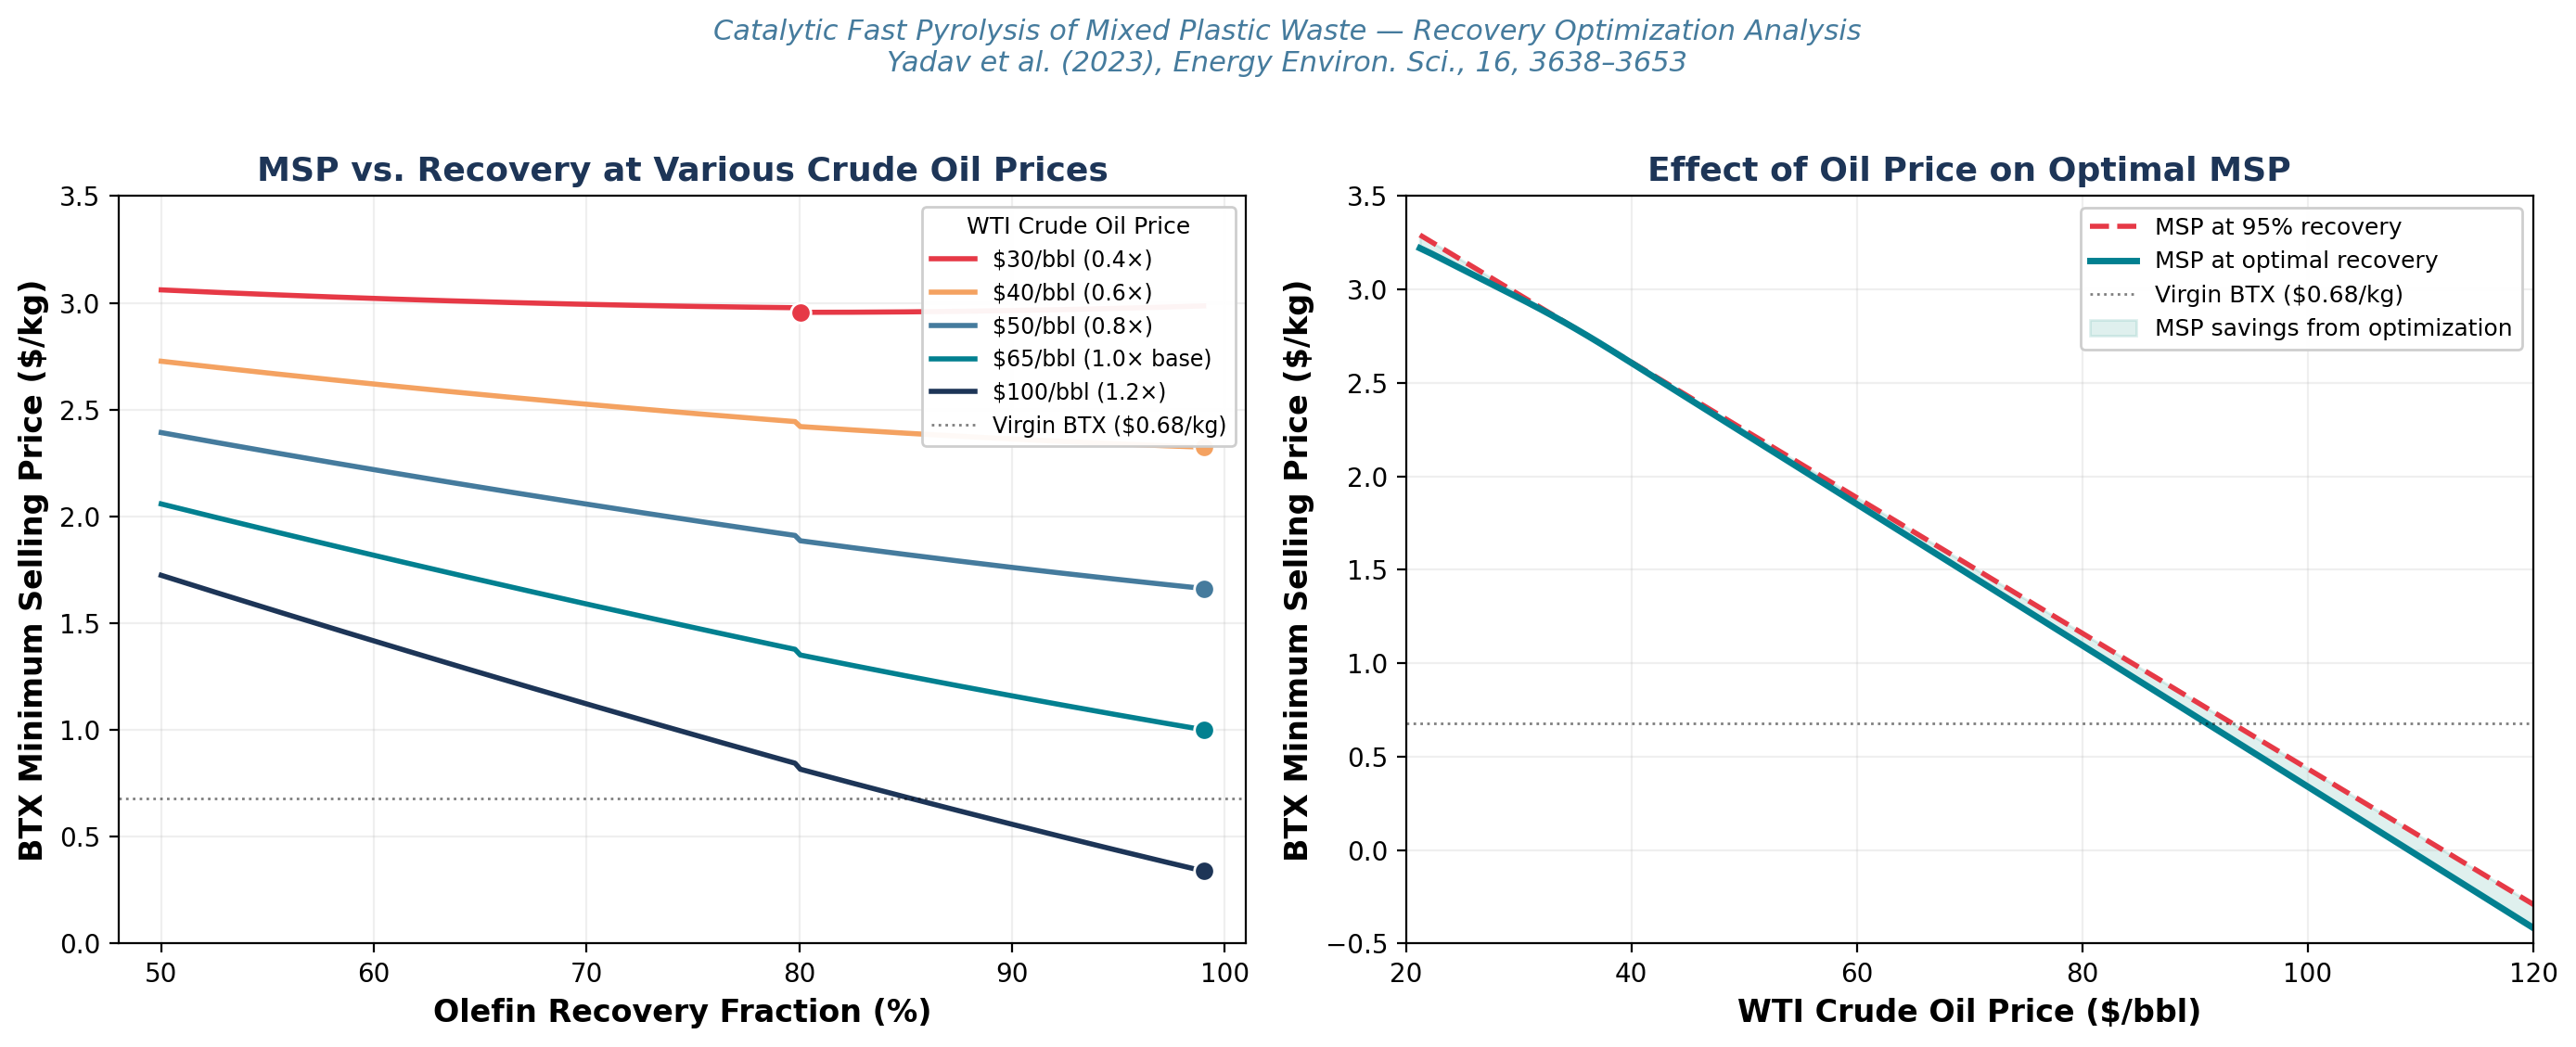 Catalytic Fast Pyrolysis of Mixed Plastic Waste — Recovery Optimization Analysis
Yadav et al. (2023), Energy Environ. Sci., 16, 3638–3653
MSP vs. Recovery at Various Crude Oil Prices
BTX Minimum Selling Price ($/kg)
3.5
3.0
2.5
2.0
1.5
1.0
0.5
0.0
WTI Crude Oil Price
$30/bbl (0.4×)
$40/bbl (0.6×)
$50/bbl (0.8×)
$65/bbl (1.0× base)
$100/bbl (1.2×)
Virgin BTX ($0.68/kg)
50 60 70 80 90 100
Olefin Recovery Fraction (%)
Effect of Oil Price on Optimal MSP
BTX Minimum Selling Price ($/kg)
3.5
3.0
2.5
2.0
1.5
1.0
0.5
0.0
−0.5
MSP at 95% recovery
MSP at optimal recovery
Virgin BTX ($0.68/kg)
MSP savings from optimization
20 40 60 80 100 120
WTI Crude Oil Price ($/bbl)